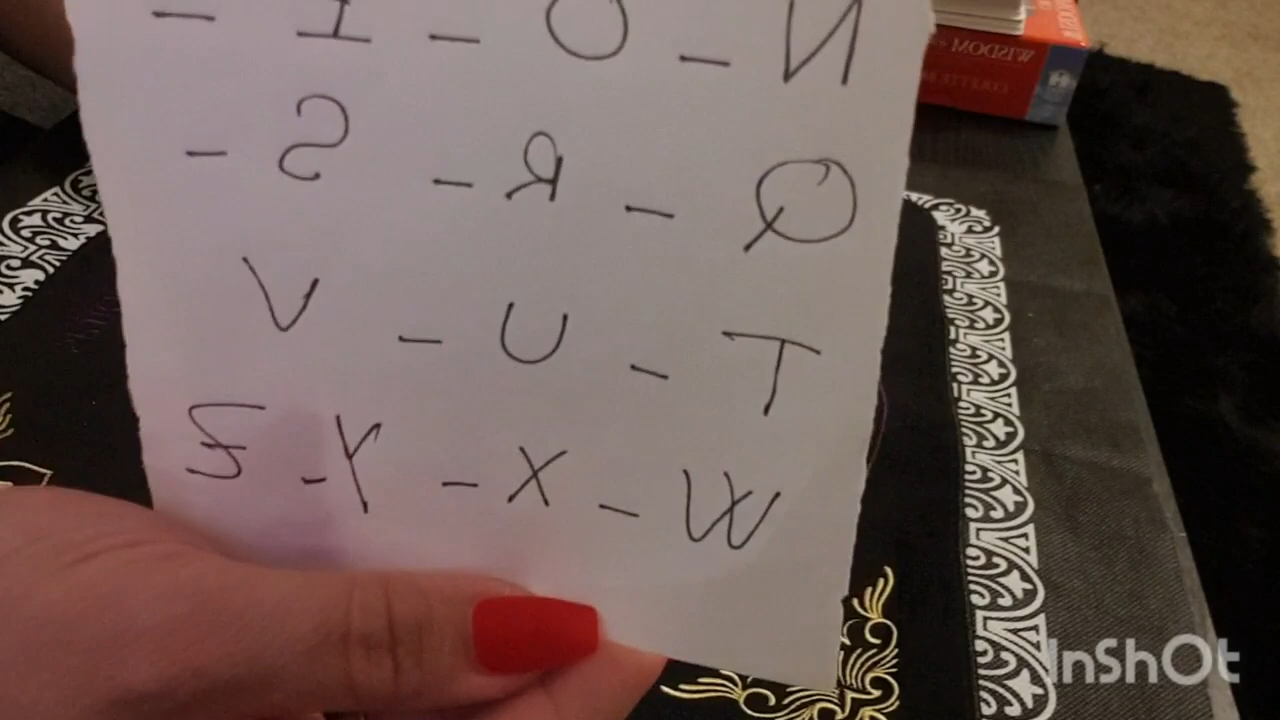 N - O - I -
Q - R - S -
T - U - V
W - X - Y - Z
WISDOM
InShOt